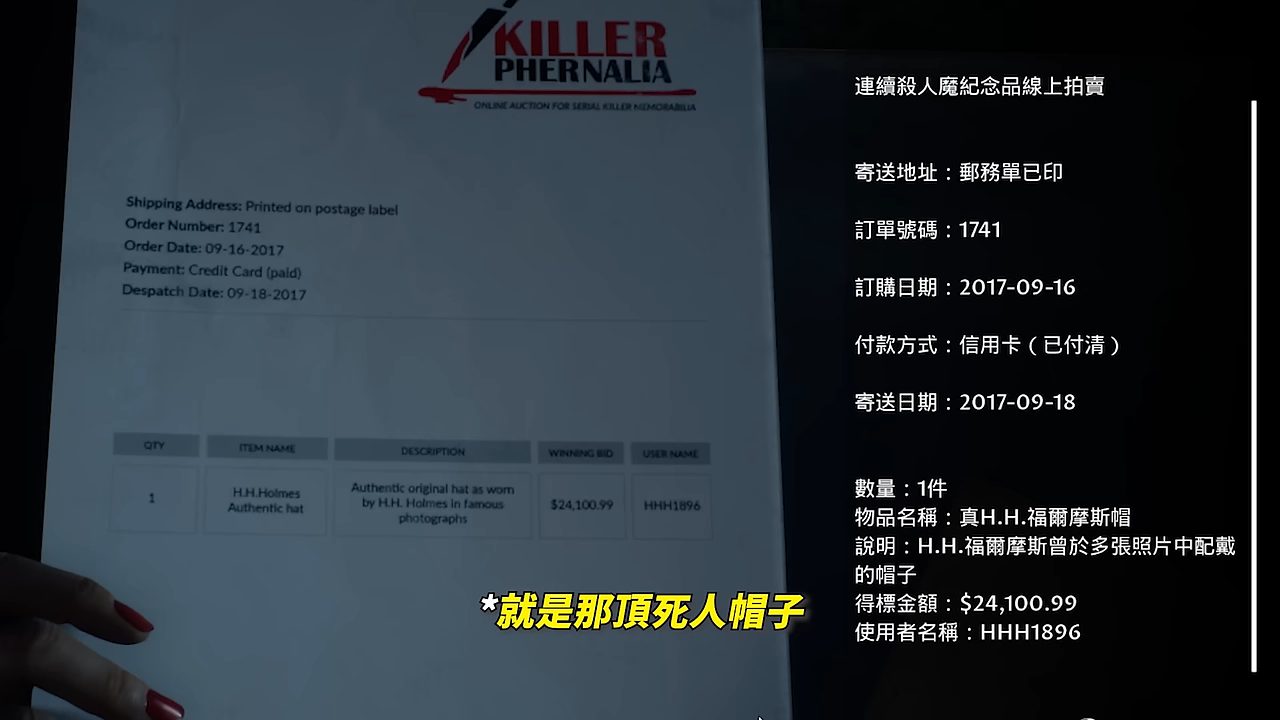 KILLER
PHERNALIA
ONLINE AUCTION FOR SERIAL KILLER MEMORABILIA
Shipping Address: Printed on postage label
Order Number: 1741
Order Date: 09-16-2017
Payment: Credit Card (paid)
Despatch Date: 09-18-2017
QTY ITEM NAME DESCRIPTION WINNING BID USER NAME
1 H.H.Holmes Authentic hat Authentic original hat as worn by H.H. Holmes in famous photographs $24,100.99 HHH1896
*就是那頂死人帽子
連續殺人魔紀念品線上拍賣
寄送地址：郵務單已印
訂單號碼：1741
訂購日期：2017-09-16
付款方式：信用卡（已付清）
寄送日期：2017-09-18
數量：1件
物品名稱：真H.H.福爾摩斯帽
說明：H.H.福爾摩斯曾於多張照片中配戴
的帽子
得標金額：$24,100.99
使用者名稱：HHH1896